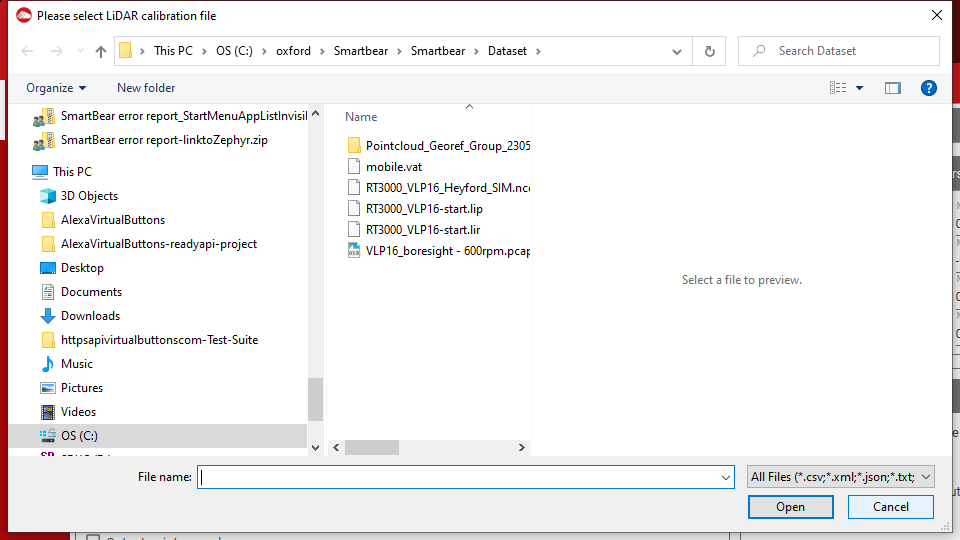 Please select LiDAR calibration file
This PC > OS (C:) > oxford > Smartbear > Smartbear > Dataset >
Search Dataset
Organize
New folder
SmartBear error report_StartMenuAppListInvisil
SmartBear error report-linktoZephyr.zip
This PC
3D Objects
AlexaVirtualButtons
AlexaVirtualButtons-readyapi-project
Desktop
Documents
Downloads
httpsapivirtualbuttonscom-Test-Suite
Music
Pictures
Videos
OS (C:)
Name
Pointcloud_Georef_Group_2305
mobile.vat
RT3000_VLP16_Heyford_SIM.nco
RT3000_VLP16-start.lip
RT3000_VLP16-start.lir
VLP16_boresight - 600rpm.pcap
Select a file to preview.
File name:
All Files (*.csv;*.xml;*.json;*.txt;
Open
Cancel